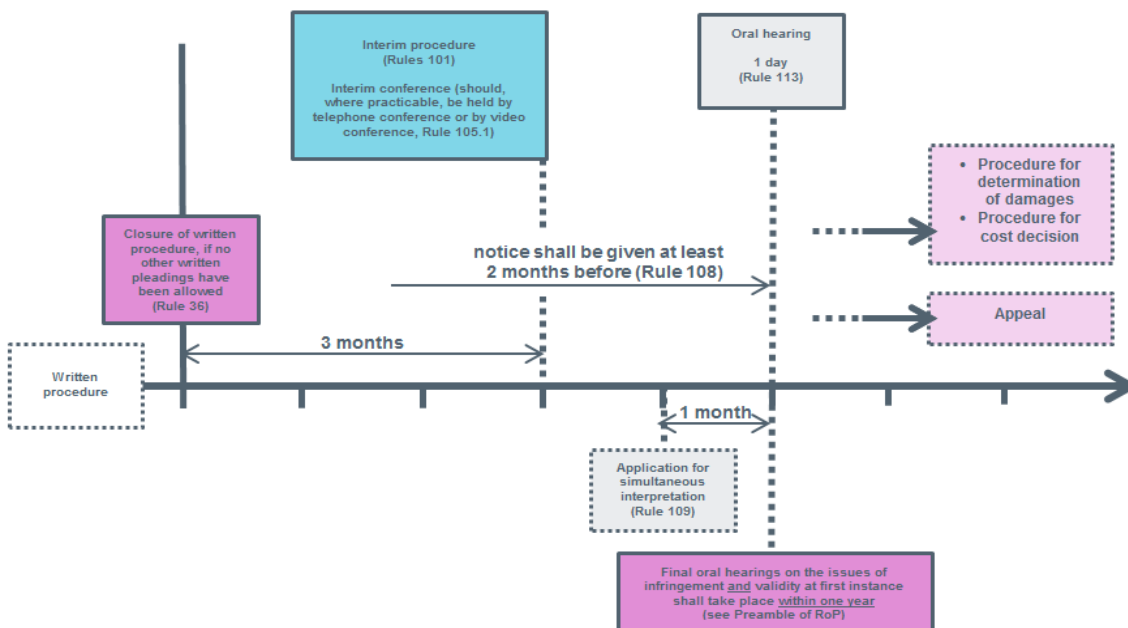 Interim procedure
(Rules 101)
Interim conference (should,
where practicable, be held by
telephone conference or by video
conference, Rule 105.1)
Oral hearing
1 day
(Rule 113)
• Procedure for
determination
of damages
• Procedure for
cost decision
Closure of written
procedure, if no
other written
pleadings have
been allowed
(Rule 36)
notice shall be given at least
2 months before (Rule 108)
Appeal
3 months
Written
procedure
1 month
Application for
simultaneous
interpretation
(Rule 109)
Final oral hearings on the issues of
infringement and validity at first instance
shall take place within one year
(see Preamble of RoP)